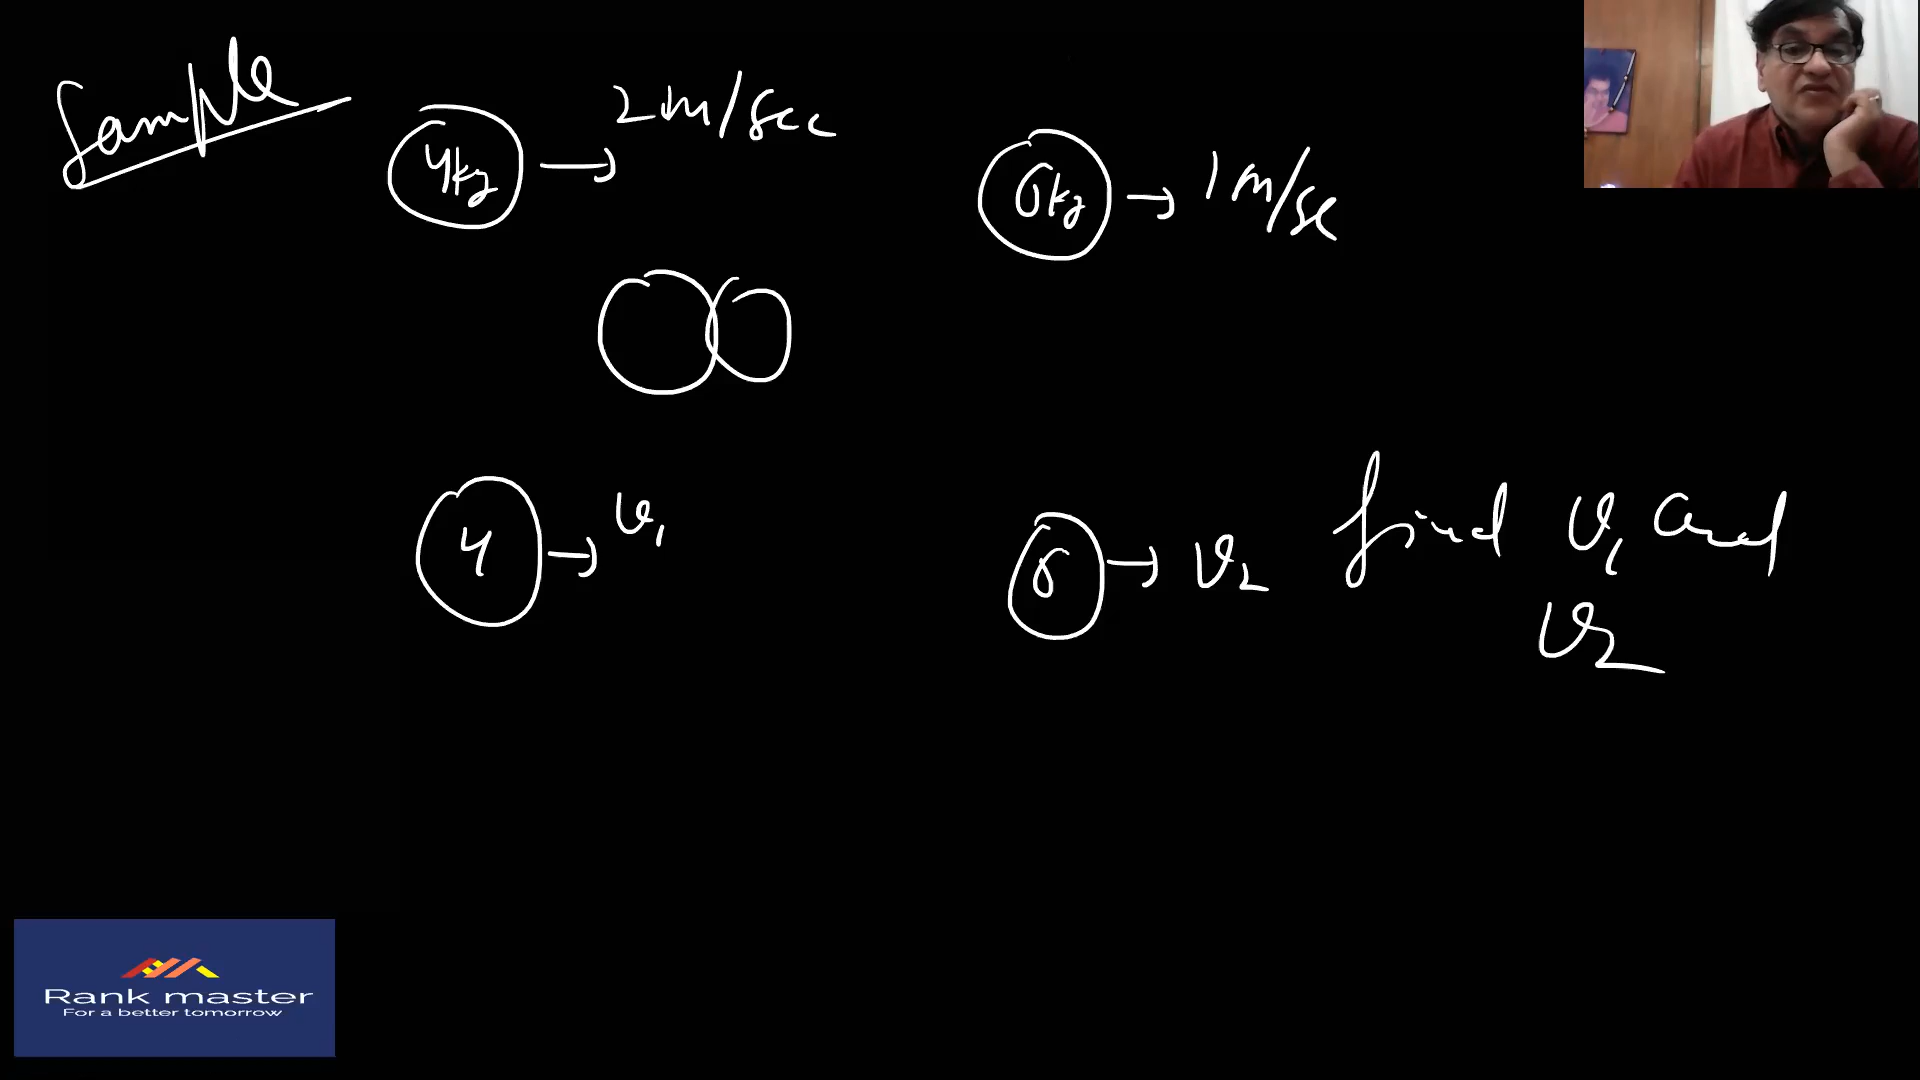 Sample
4kg → 2m/sec
6kg → 1m/se
4 → v₁
6 → v₂
find v₁ and
v₂
Rank master
For a better tomorrow